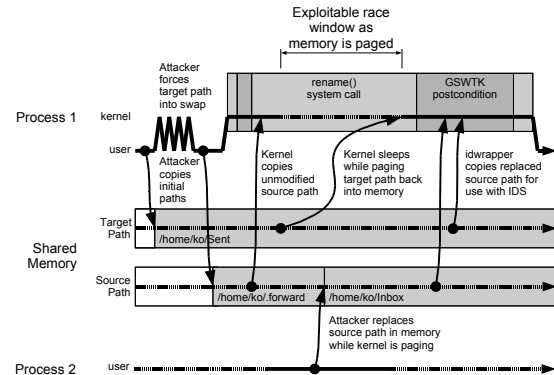 Exploitable race
window as
memory is paged
Attacker
forces
target path
into swap
rename()
system call
GSWTK
postcondition
Process 1
kernel
user
Attacker
copies
initial
paths
Kernel
copies
unmodified
source path
Kernel sleeps
while paging
target path back
into memory
idwrapper
copies replaced
source path for
use with IDS
Shared
Memory
Target
Path
/home/ko/Sent
Source
Path
/home/ko/.forward
/home/ko/Inbox
Attacker replaces
source path in memory
while kernel is paging
Process 2
user